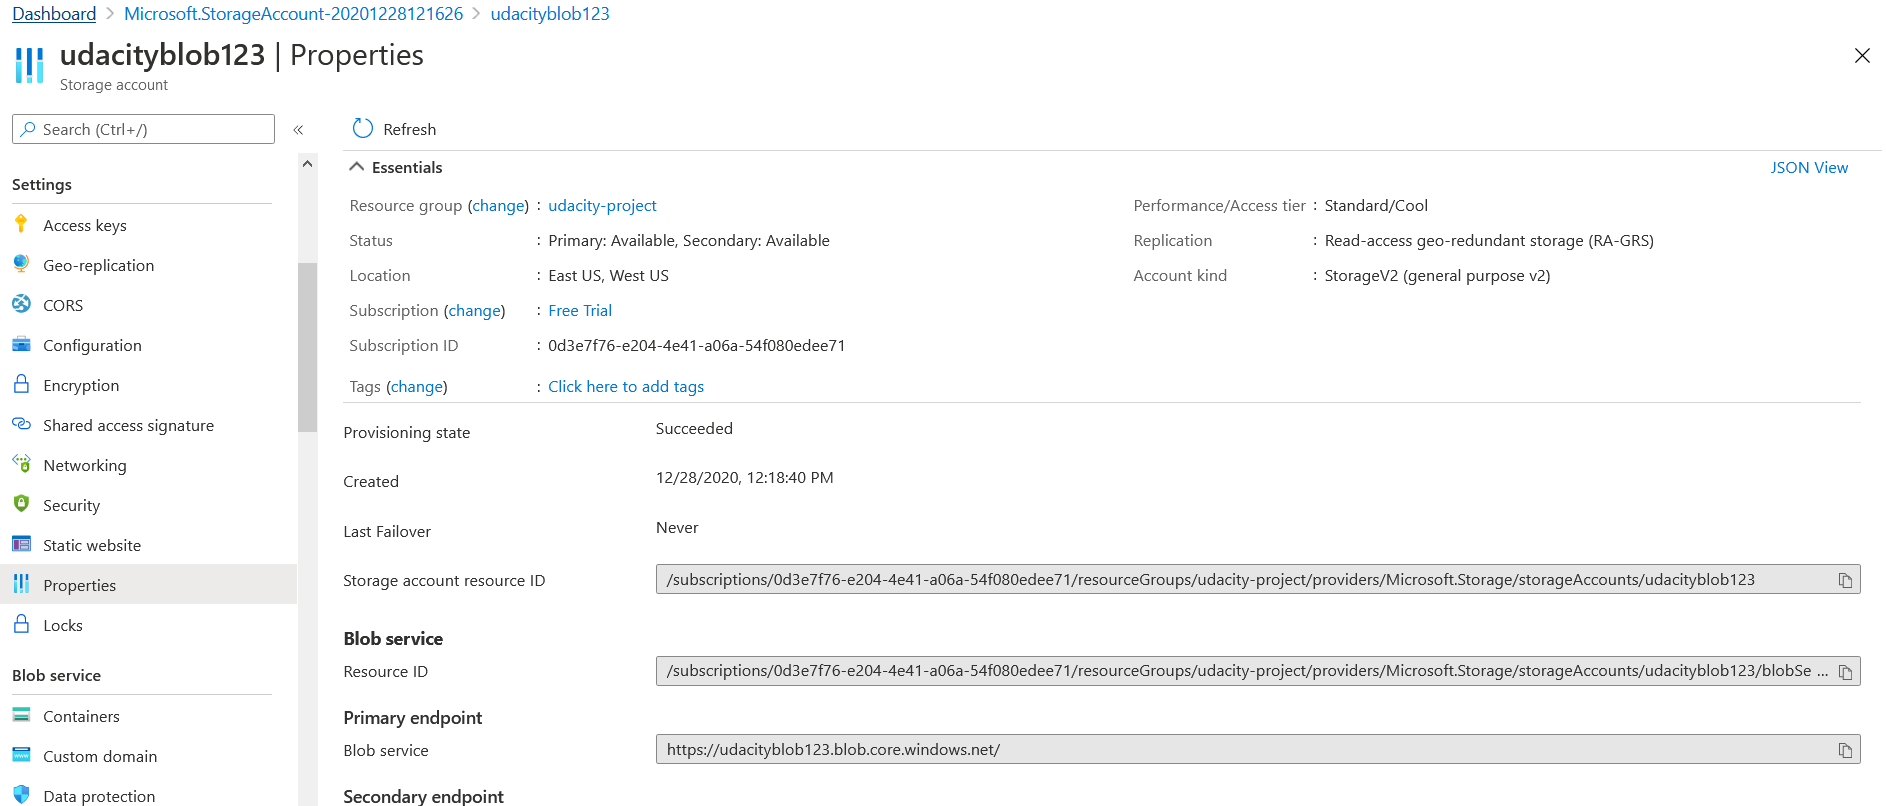 Dashboard > Microsoft.StorageAccount-20201228121626 > udacityblob123
udacityblob123 | Properties
Storage account
Search (Ctrl+/)
«
Settings
Access keys
Geo-replication
CORS
Configuration
Encryption
Shared access signature
Networking
Security
Static website
Properties
Locks
Blob service
Containers
Custom domain
Data protection
Refresh
Essentials
JSON View
Resource group (change) : udacity-project
Status : Primary: Available, Secondary: Available
Location : East US, West US
Subscription (change) : Free Trial
Subscription ID : 0d3e7f76-e204-4e41-a06a-54f080edee71
Tags (change) : Click here to add tags
Performance/Access tier : Standard/Cool
Replication : Read-access geo-redundant storage (RA-GRS)
Account kind : StorageV2 (general purpose v2)
Provisioning state Succeeded
Created 12/28/2020, 12:18:40 PM
Last Failover Never
Storage account resource ID /subscriptions/0d3e7f76-e204-4e41-a06a-54f080edee71/resourceGroups/udacity-project/providers/Microsoft.Storage/storageAccounts/udacityblob123
Blob service
Resource ID /subscriptions/0d3e7f76-e204-4e41-a06a-54f080edee71/resourceGroups/udacity-project/providers/Microsoft.Storage/storageAccounts/udacityblob123/blobSe ...
Primary endpoint
Blob service https://udacityblob123.blob.core.windows.net/
Secondary endpoint